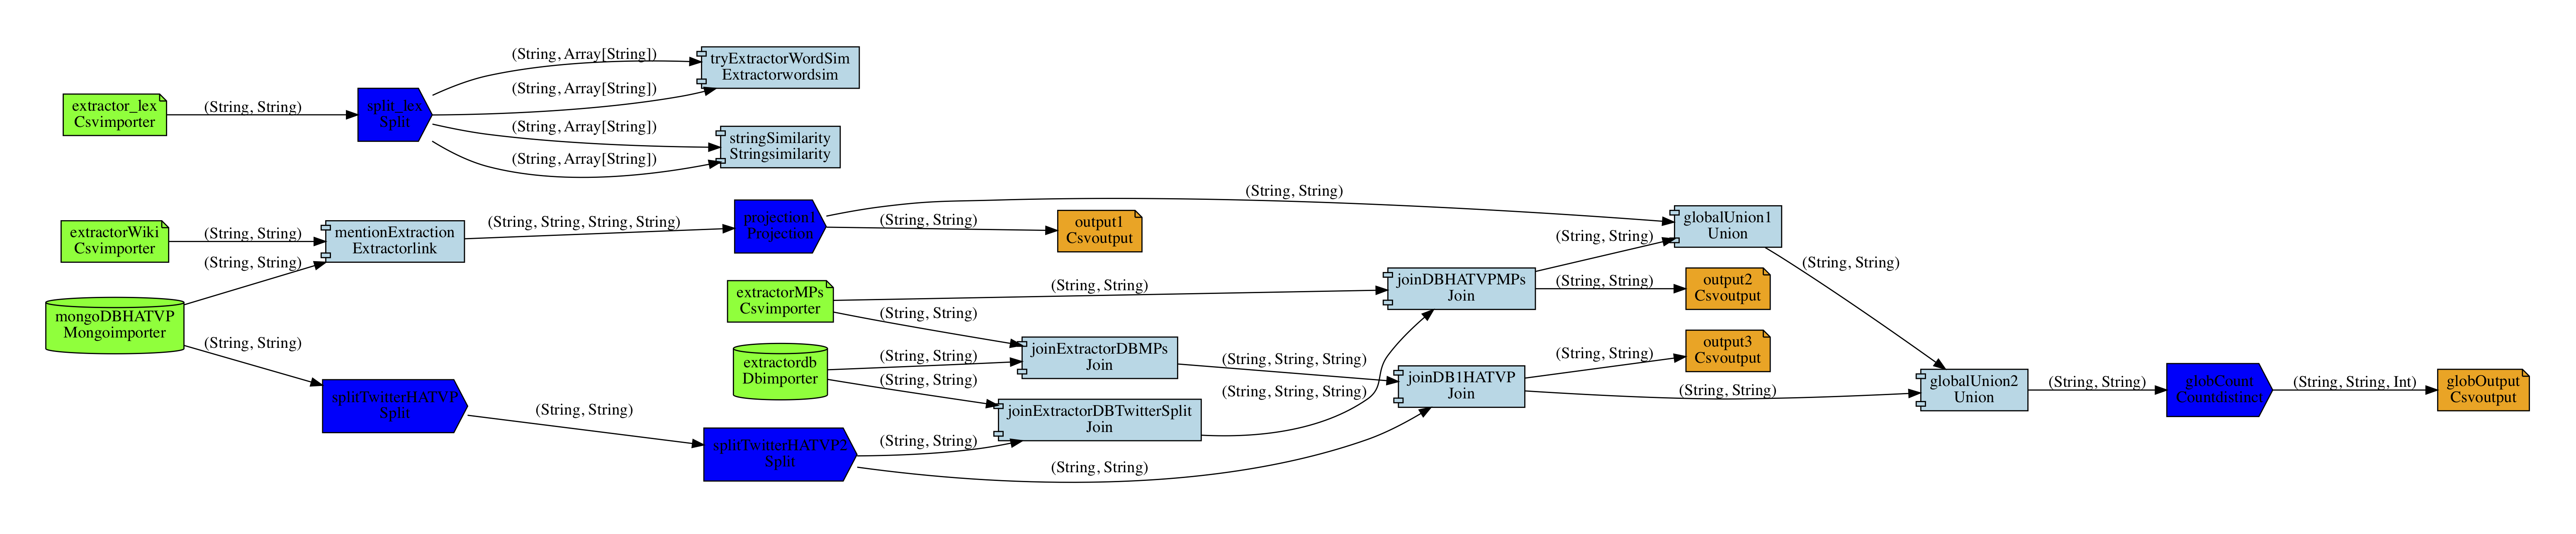 (String, Array[String])
tryExtractorWordSim
Extractorwordsim
(String, Array[String])
extractor_lex
Csvimporter
(String, String)
split_lex
Split
(String, Array[String])
stringSimilarity
Stringsimilarity
(String, Array[String])
extractorWiki
Csvimporter
(String, String)
mentionExtraction
Extractorlink
(String, String, String, String)
projection1
Projection
(String, String)
(String, String)
output1
Csvoutput
globalUnion1
Union
(String, String)
(String, String)
(String, String)
mongoDBHATVP
Mongoimporter
(String, String)
extractorMPs
Csvimporter
(String, String)
(String, String)
joinDBHATVPMPs
Join
(String, String)
output2
Csvoutput
extractordb
Dbimporter
(String, String)
(String, String)
joinExtractorDBMPs
Join
(String, String, String)
(String, String, String)
joinDB1HATVP
Join
(String, String)
output3
Csvoutput
(String, String)
splitTwitterHATVP
Split
(String, String)
joinExtractorDBTwitterSplit
Join
splitTwitterHATVP2
Split
(String, String)
(String, String)
globalUnion2
Union
(String, String)
globCount
Countdistinct
(String, String, Int)
globOutput
Csvoutput